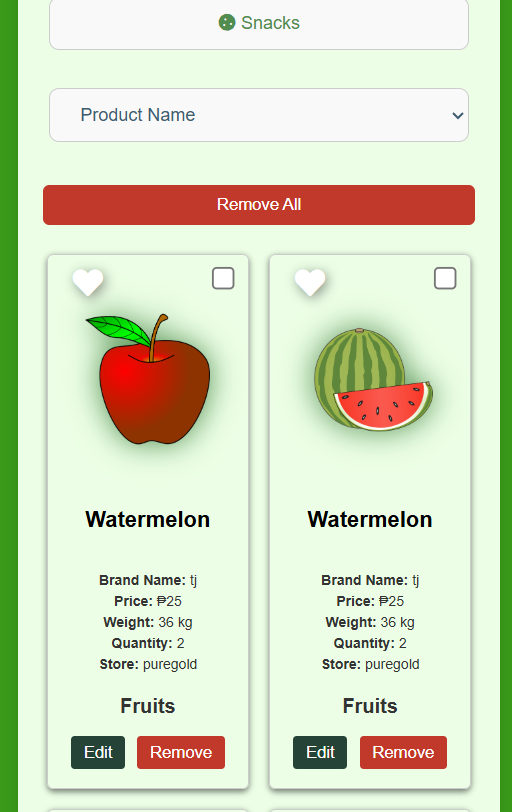 Snacks
Product Name
Remove All
Watermelon
Brand Name: tj
Price: ₱25
Weight: 36 kg
Quantity: 2
Store: puregold
Fruits
Edit
Remove
Watermelon
Brand Name: tj
Price: ₱25
Weight: 36 kg
Quantity: 2
Store: puregold
Fruits
Edit
Remove